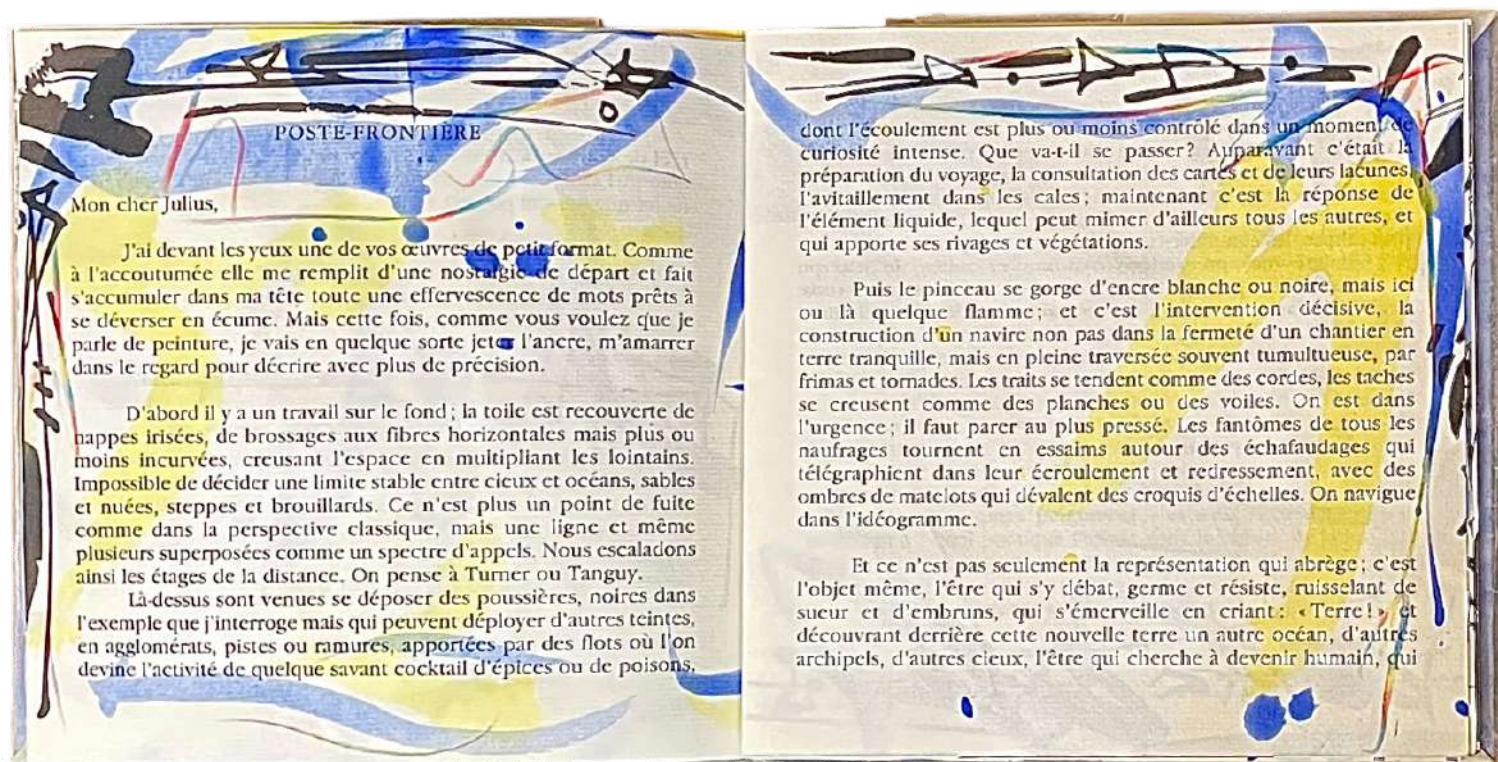 POSTE-FRONTIÈRE
Mon cher Julius,
J'ai devant les yeux une de vos œuvres de petit format. Comme
à l'accoutumée elle me remplit d'une nostalgie de départ et fait
s'accumuler dans ma tête toute une effervescence de mots prêts à
se déverser en écume. Mais cette fois, comme vous voulez que je
parle de peinture, je vais en quelque sorte jeter l'ancre, m'amarrer
dans le regard pour décrire avec plus de précision.
D'abord il y a un travail sur le fond ; la toile est recouverte de
nappes irisées, de brossages aux fibres horizontales mais plus ou
moins incurvées, creusant l'espace en multipliant les lointains.
Impossible de décider une limite stable entre cieux et océans, sables
et nuées, steppes et brouillards. Ce n'est plus un point de fuite
comme dans la perspective classique, mais une ligne et même
plusieurs superposées comme un spectre d'appels. Nous escaladons
ainsi les étages de la distance. On pense à Turner ou Tanguy.
Là-dessus sont venues se déposer des poussières, noires dans
l'exemple que j'interroge mais qui peuvent déployer d'autres teintes,
en agglomérats, pistes ou ramures, apportées par des flots où l'on
devine l'activité de quelque savant cocktail d'épices ou de poisons,
dont l'écoulement est plus ou moins contrôlé dans un moment de
curiosité intense. Que va-t-il se passer? Auparavant c'était la
préparation du voyage, la consultation des cartes et de leurs lacunes,
l'avitaillement dans les cales ; maintenant c'est la réponse de
l'élément liquide, lequel peut mimer d'ailleurs tous les autres, et
qui apporte ses rivages et végétations.
Puis le pinceau se gorge d'encre blanche ou noire, mais ici
ou là quelque flamme ; et c'est l'intervention décisive, la
construction d'un navire non pas dans la fermeté d'un chantier en
terre tranquille, mais en pleine traversée souvent tumultueuse, par
frimas et tornades. Les traits se tendent comme des cordes, les taches
se creusent comme des planches ou des voiles. On est dans
l'urgence ; il faut parer au plus pressé. Les fantômes de tous les
naufrages tournent en essaims autour des échafaudages qui
télégraphient dans leur écroulement et redressement, avec des
ombres de matelots qui dévalent des croquis d'échelles. On navigue
dans l'idéogramme.
Et ce n'est pas seulement la représentation qui abrège ; c'est
l'objet même, l'être qui s'y débat, germe et résiste, ruisselant de
sueur et d'embruns, qui s'émerveille en criant : «Terre!», et
découvrant derrière cette nouvelle terre un autre océan, d'autres
archipels, d'autres cieux, l'être qui cherche à devenir humain, qui